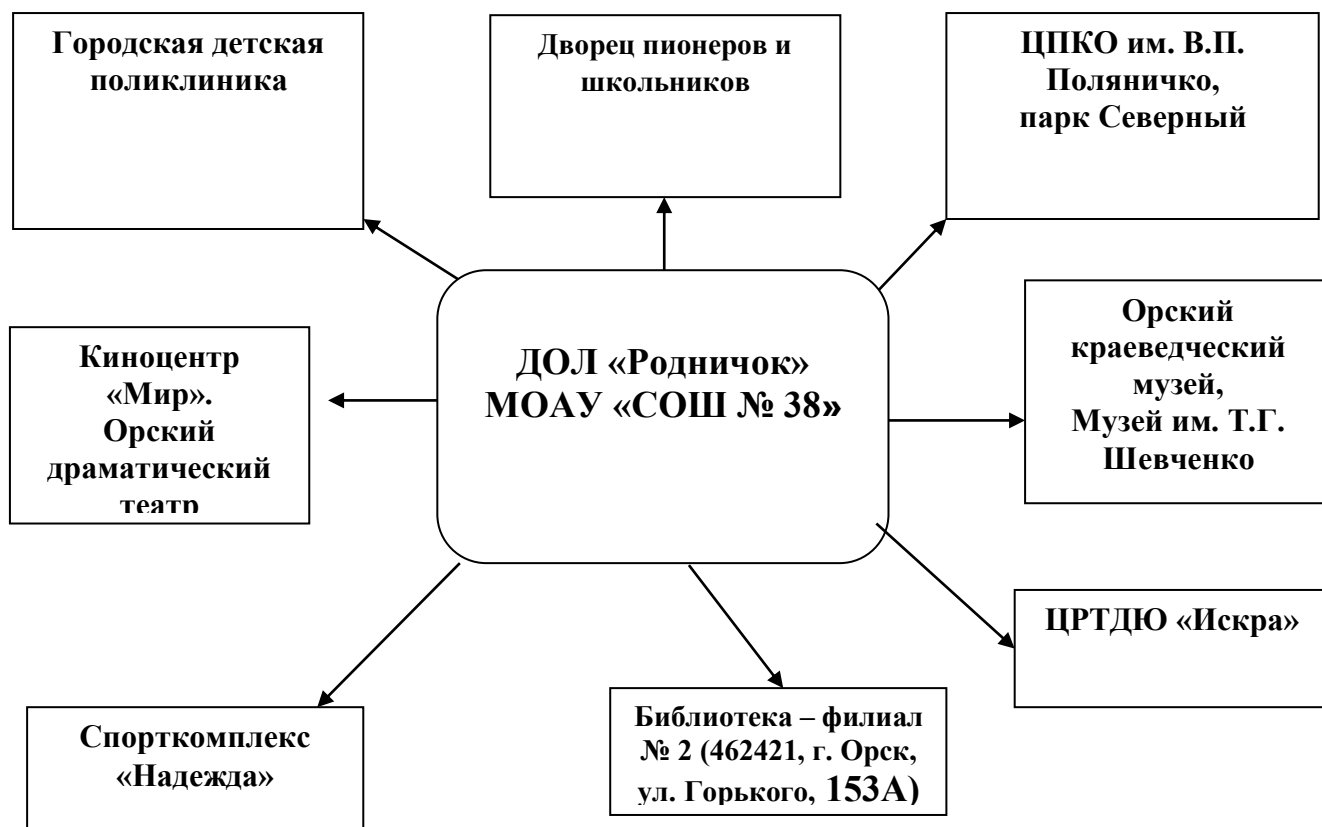 Городская детская
поликлиника
Дворец пионеров и
школьников
ЦПКО им. В.П.
Поляничко,
парк Северный
Киноцентр
«Мир».
Орский
драматический
театр
ДОЛ «Родничок»
МОАУ «СОШ № 38»
Орский
краеведческий
музей,
Музей им. Т.Г.
Шевченко
ЦРТДЮ «Искра»
Спорткомплекс
«Надежда»
Библиотека – филиал
№ 2 (462421, г. Орск,
ул. Горького, 153А)